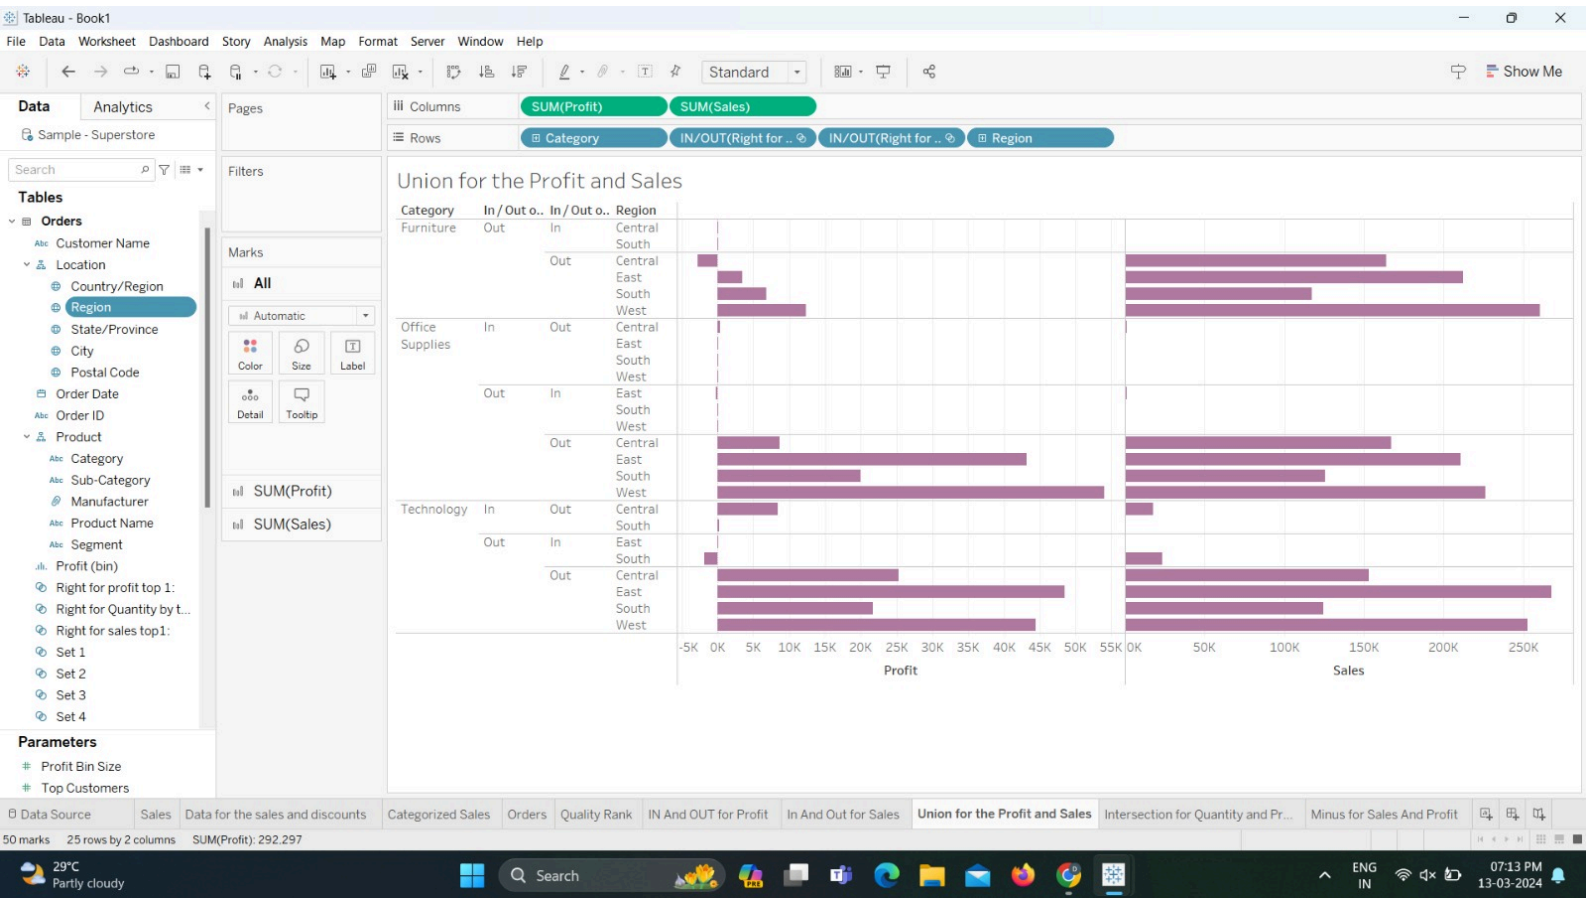 Tableau - Book1
File Data Worksheet Dashboard Story Analysis Map Format Server Window Help
Standard
Show Me
Data Analytics
Sample - Superstore
Search
Tables
Orders
Abc Customer Name
Location
Country/Region
Region
State/Province
City
Postal Code
Order Date
Abc Order ID
Product
Abc Category
Abc Sub-Category
Manufacturer
Abc Product Name
Abc Segment
Profit (bin)
Right for profit top 1:
Right for Quantity by t...
Right for sales top1:
Set 1
Set 2
Set 3
Set 4
Parameters
# Profit Bin Size
# Top Customers
Pages
Filters
Marks
All
Automatic
Color Size Label
Detail Tooltip
SUM(Profit)
SUM(Sales)
Columns SUM(Profit) SUM(Sales)
Rows Category IN/OUT(Right for .. IN/OUT(Right for .. Region
Union for the Profit and Sales
Category In / Out o.. In / Out o.. Region
Furniture Out In Central
South
Out Central
East
South
West
Office Supplies In Out Central
East
South
West
Out In East
South
West
Out Central
East
South
West
Technology In Out Central
South
Out In East
South
Out Central
East
South
West
-5K 0K 5K 10K 15K 20K 25K 30K 35K 40K 45K 50K 55K 0K 50K 100K 150K 200K 250K
Profit Sales
Data Source Sales Data for the sales and discounts Categorized Sales Orders Quality Rank IN And OUT for Profit In And Out for Sales Union for the Profit and Sales Intersection for Quantity and Pr... Minus for Sales And Profit
50 marks 25 rows by 2 columns SUM(Profit): 292,297
29°C
Partly cloudy
Search
PRE
ENG
IN
07:13 PM
13-03-2024